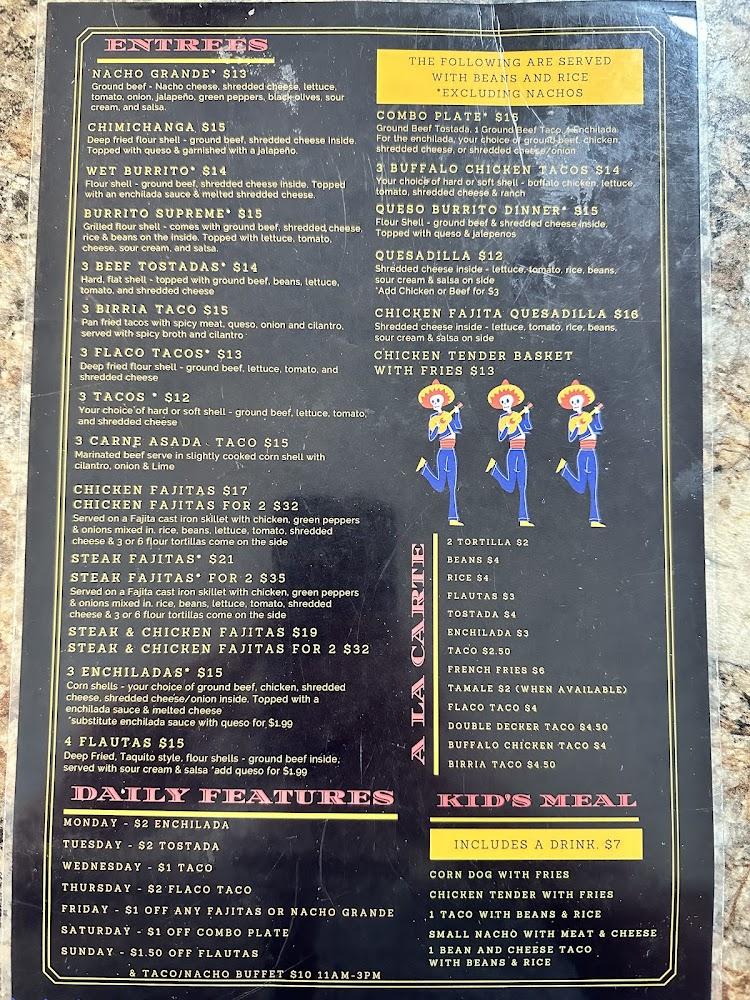 ENTREES
NACHO GRANDE* $13
Ground beef - Nacho cheese, shredded cheese, lettuce,
tomato, onion, jalapeño, green peppers, black olives, sour
cream, and salsa.
CHIMICHANGA $15
Deep fried flour shell - ground beef, shredded cheese Inside.
Topped with queso & garnished with a jalapeño.
WET BURRITO* $14
Flour shell - ground beef, shredded cheese inside. Topped
with an enchilada sauce & melted shredded cheese.
BURRITO SUPREME* $15
Grilled flour shell - comes with ground beef, shredded cheese,
rice & beans on the inside. Topped with lettuce, tomato,
cheese, sour cream, and salsa.
3 BEEF TOSTADAS* $14
Hard, flat shell - topped with ground beef, beans, lettuce,
tomato, and shredded cheese
3 BIRRIA TACO $15
Pan fried tacos with spicy meat, queso, onion and cilantro,
served with spicy broth and cilantro
3 FLACO TACOS* $13
Deep fried flour shell - ground beef, lettuce, tomato, and
shredded cheese
3 TACOS * $12
Your choice of hard or soft shell - ground beef, lettuce, tomato,
and shredded cheese
3 CARNE ASADA TACO $15
Marinated beef serve in slightly cooked corn shell with
cilantro, onion & Lime
CHICKEN FAJITAS $17
CHICKEN FAJITAS FOR 2 $32
Served on a Fajita cast iron skillet with chicken, green peppers
& onions mixed in. rice, beans, lettuce, tomato, shredded
cheese & 3 or 6 flour tortillas come on the side
STEAK FAJITAS* $21
STEAK FAJITAS* FOR 2 $35
Served on a Fajita cast iron skillet with chicken, green peppers
& onions mixed in. rice, beans, lettuce, tomato, shredded
cheese & 3 or 6 flour tortillas come on the side
STEAK & CHICKEN FAJITAS $19
STEAK & CHICKEN FAJITAS FOR 2 $32
3 ENCHILADAS* $15
Corn shells - your choice of ground beef, chicken, shredded
cheese, shredded cheese/onion inside. Topped with a
enchilada sauce & melted cheese
*substitute enchilada sauce with queso for $1.99
4 FLAUTAS $15
Deep Fried, Taquito style, flour shells - ground beef inside,
served with sour cream & salsa *add queso for $1.99
THE FOLLOWING ARE SERVED
WITH BEANS AND RICE
*EXCLUDING NACHOS
COMBO PLATE* $15
Ground Beef Tostada, 1 Ground Beef Taco, 1 Enchilada.
For the enchilada, your choice of ground beef, chicken,
shredded cheese, or shredded cheese/onion
3 BUFFALO CHICKEN TACOS $14
Your choice of hard or soft shell - buffalo chicken, lettuce,
tomato, shredded cheese & ranch
QUESO BURRITO DINNER* $15
Flour Shell - ground beef & shredded cheese inside.
Topped with queso & jalepenos
QUESADILLA $12
Shredded cheese inside - lettuce, tomato, rice, beans,
sour cream & salsa on side
*Add Chicken or Beef for $3
CHICKEN FAJITA QUESADILLA $16
Shredded cheese inside - lettuce, tomato, rice, beans,
sour cream & salsa on side
CHICKEN TENDER BASKET
WITH FRIES $13
A LA CARTE
2 TORTILLA $2
BEANS $4
RICE $4
FLAUTAS $3
TOSTADA $4
ENCHILADA $3
TACO $2.50
FRENCH FRIES $6
TAMALE $2 (WHEN AVAILABLE)
FLACO TACO $4
DOUBLE DECKER TACO $4.50
BUFFALO CHICKEN TACO $4
BIRRIA TACO $4.50
DAILY FEATURES
MONDAY - $2 ENCHILADA
TUESDAY - $2 TOSTADA
WEDNESDAY - $1 TACO
THURSDAY - $2 FLACO TACO
FRIDAY - $1 OFF ANY FAJITAS OR NACHO GRANDE
SATURDAY - $1 OFF COMBO PLATE
SUNDAY - $1.50 OFF FLAUTAS
& TACO/NACHO BUFFET $10 11AM-3PM
KID'S MEAL
INCLUDES A DRINK. $7
CORN DOG WITH FRIES
CHICKEN TENDER WITH FRIES
1 TACO WITH BEANS & RICE
SMALL NACHO WITH MEAT & CHEESE
1 BEAN AND CHEESE TACO
WITH BEANS & RICE